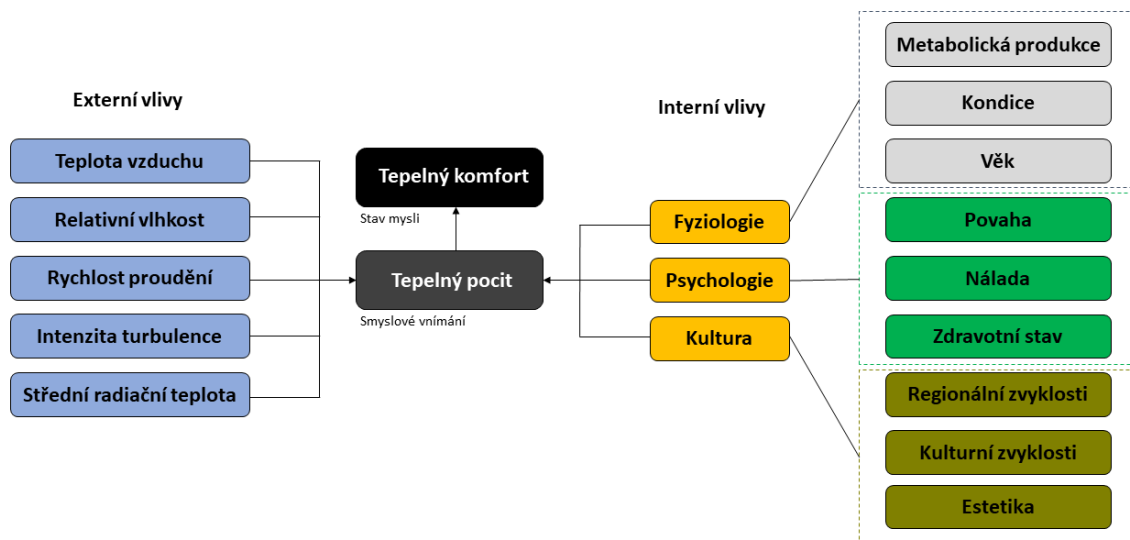 Externí vlivy
Teplota vzduchu
Relativní vlhkost
Rychlost proudění
Intenzita turbulence
Střední radiační teplota
Tepelný komfort
Stav mysli
Tepelný pocit
Smyslové vnímání
Interní vlivy
Fyziologie
Psychologie
Kultura
Metabolická produkce
Kondice
Věk
Povaha
Nálada
Zdravotní stav
Regionální zvyklosti
Kulturní zvyklosti
Estetika